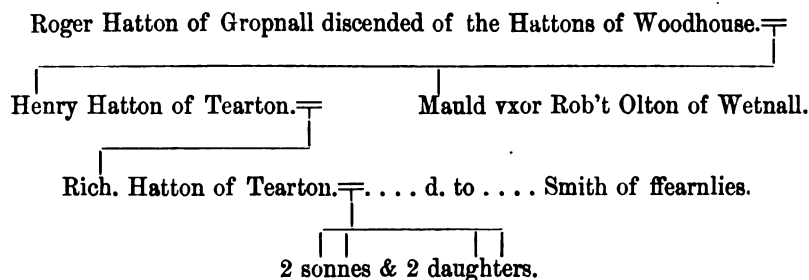 Roger Hatton of Gropnall discended of the Hattons of Woodhouse.
Henry Hatton of Tearton. Mauld vxor Rob't Olton of Wetnall.
Rich. Hatton of Tearton. . . . . d. to . . . . Smith of ffearnlies.
2 sonnes & 2 daughters.